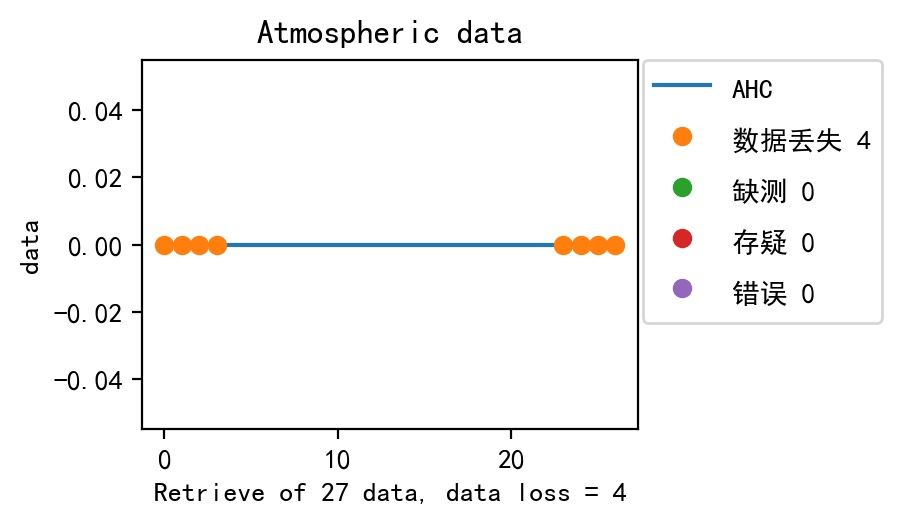 Atmospheric data
AHC
数据丢失 4
缺测 0
存疑 0
错误 0
data
0.04
0.02
0.00
−0.02
−0.04
0 10 20
Retrieve of 27 data, data loss = 4